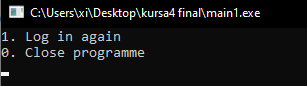 C:\Users\xi\Desktop\kursa4 final\main1.exe
1. Log in again
0. Close programme